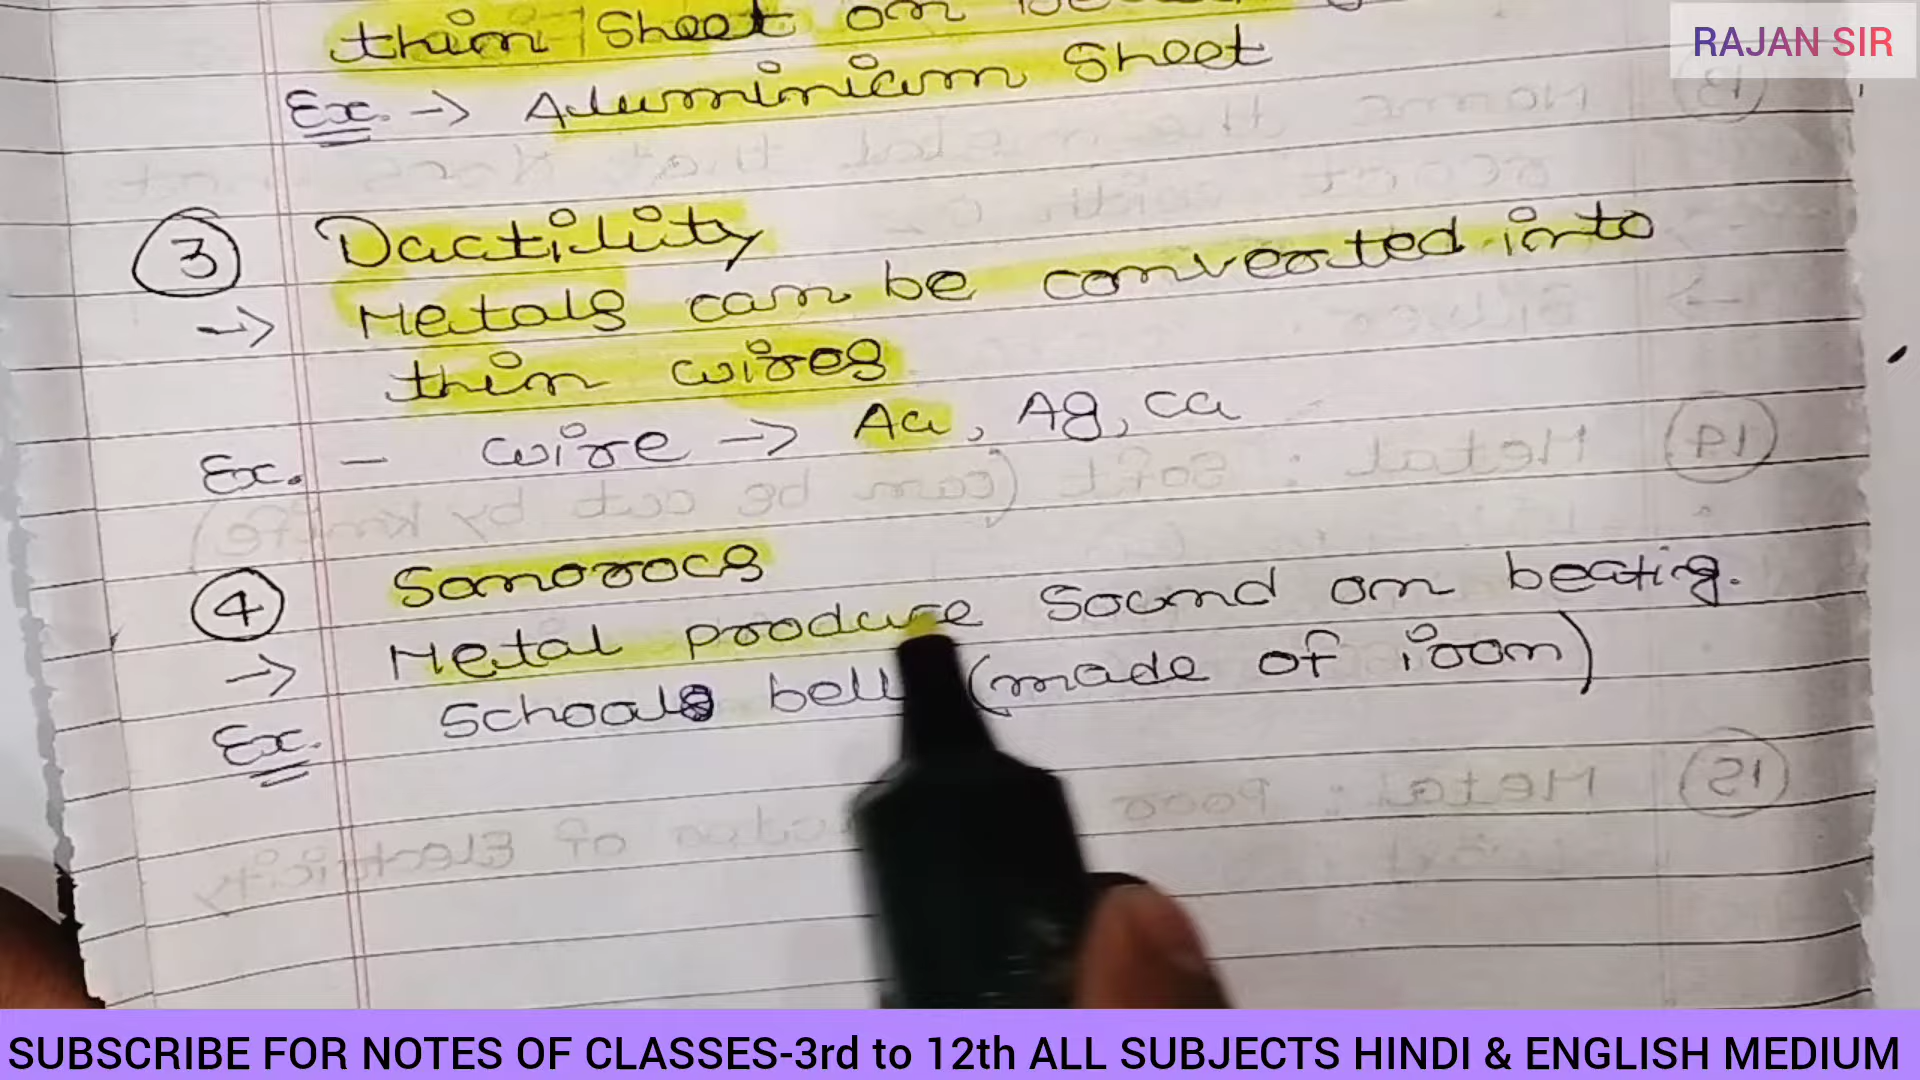 thin sheet on
RAJAN SIR
Ex. → Aluminium Sheet
③ Ductility
→ Metals can be converted into
thin wires
Ex. - wire → Au, Ag, Cu
④ Sonorous
→ Metal produce Sound on beating.
Ex. Schools bell (made of iron)
SUBSCRIBE FOR NOTES OF CLASSES-3rd to 12th ALL SUBJECTS HINDI & ENGLISH MEDIUM